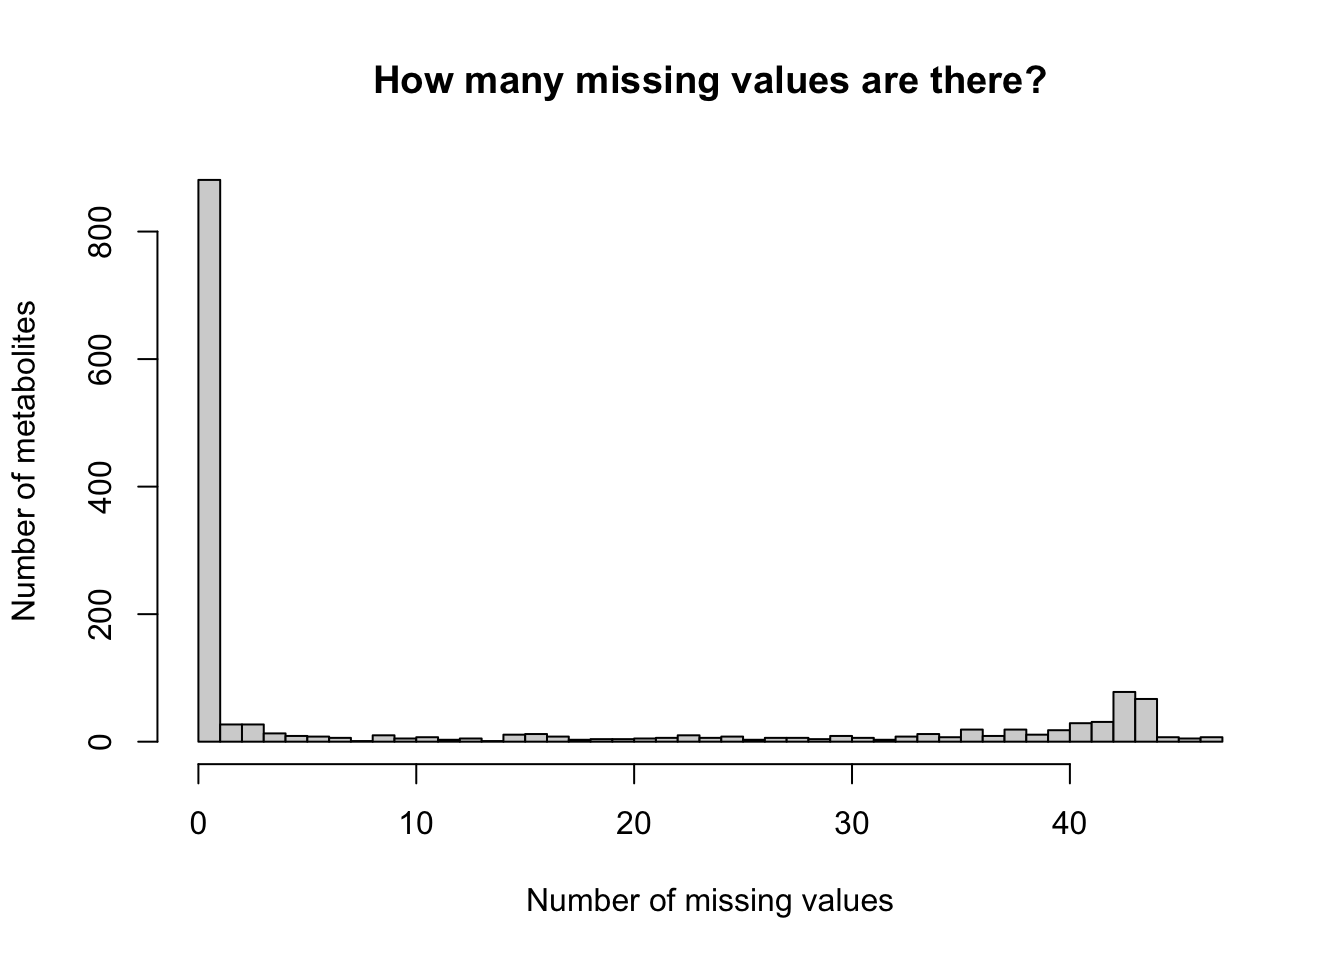 How many missing values are there?
Number of metabolites
800
600
400
200
0
0 10 20 30 40
Number of missing values